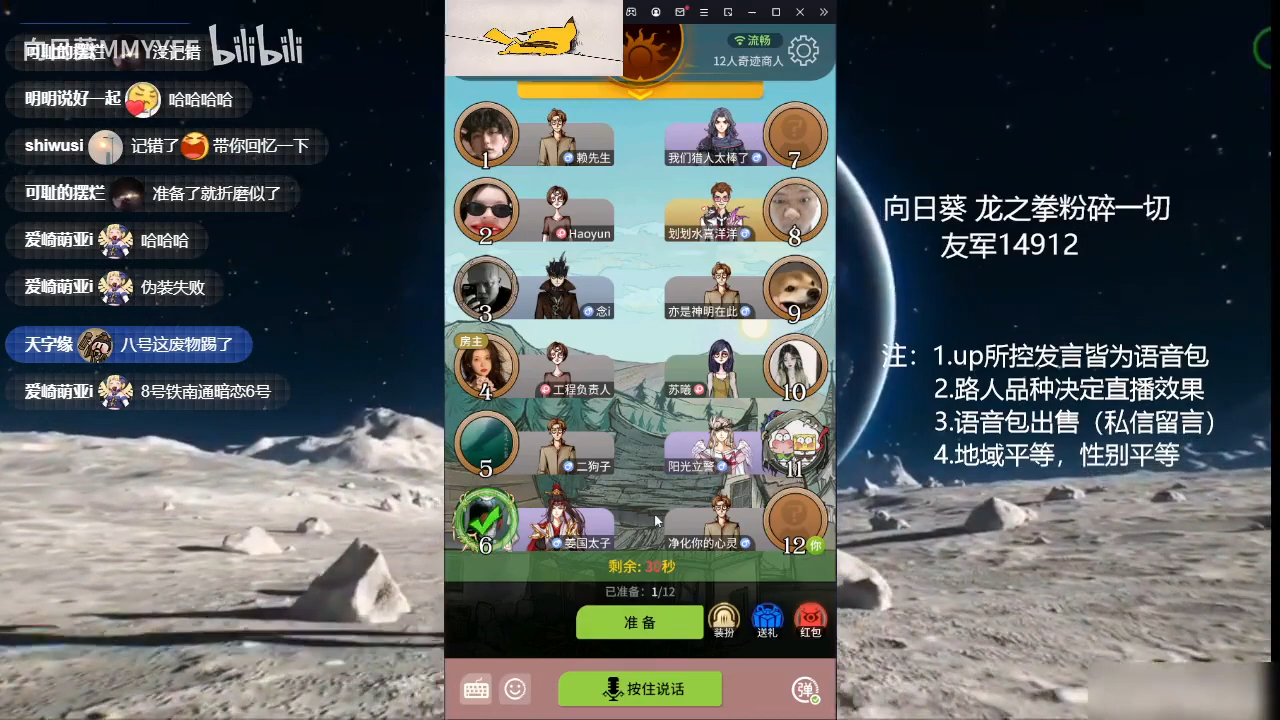 向日葵MMYYFF bilibili
可耻的摆烂 没记错
明明说好一起 哈哈哈哈
shiwusi 记错了 带你回忆一下
可耻的摆烂 准备了就折磨似了
爱崎萌亚i 哈哈哈
爱崎萌亚i 伪装失败
天字缘 八号这废物踢了
爱崎萌亚i 8号铁南通暗恋6号
流畅
12人奇迹商人
1 赖先生
我们猎人太棒了 7
2 Haoyun
划划水喜洋洋 8
3 念i
亦是神明在此 9
房主
4 工程负责人
苏曦 10
5 二狗子
阳光立警 11
6 姜国太子
净化你的心灵 12 你
剩余: 30秒
已准备: 1/12
准备
装扮 送礼 红包
按住说话
弹
向日葵 龙之拳粉碎一切
友军14912
注：1.up所控发言皆为语音包
2.路人品种决定直播效果
3.语音包出售（私信留言）
4.地域平等，性别平等